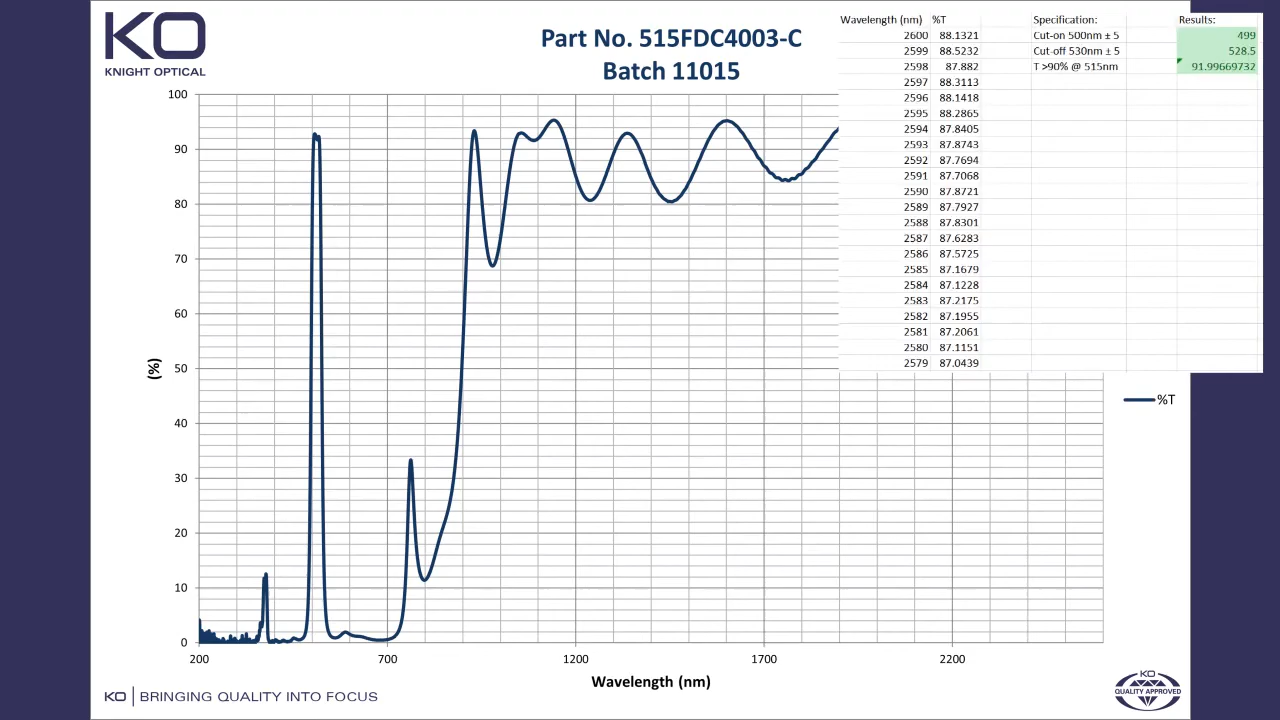 KO
KNIGHT OPTICAL
Part No. 515FDC4003-C
Batch 11015
Wavelength (nm) %T Specification: Results:
2600 88.1321 Cut-on 500nm ± 5 499
2599 88.5232 Cut-off 530nm ± 5 528.5
2598 87.882 T >90% @ 515nm 91.99669732
2597 88.3113
2596 88.1418
2595 88.2865
2594 87.8405
2593 87.8743
2592 87.7694
2591 87.7068
2590 87.8721
2589 87.7927
2588 87.8301
2587 87.6283
2586 87.5725
2585 87.1679
2584 87.1228
2583 87.2175
2582 87.1955
2581 87.2061
2580 87.1151
2579 87.0439
100
90
80
70
60
50
40
30
20
10
0
(%)
%T
200 700 1200 1700 2200
Wavelength (nm)
KO BRINGING QUALITY INTO FOCUS
KO
QUALITY APPROVED